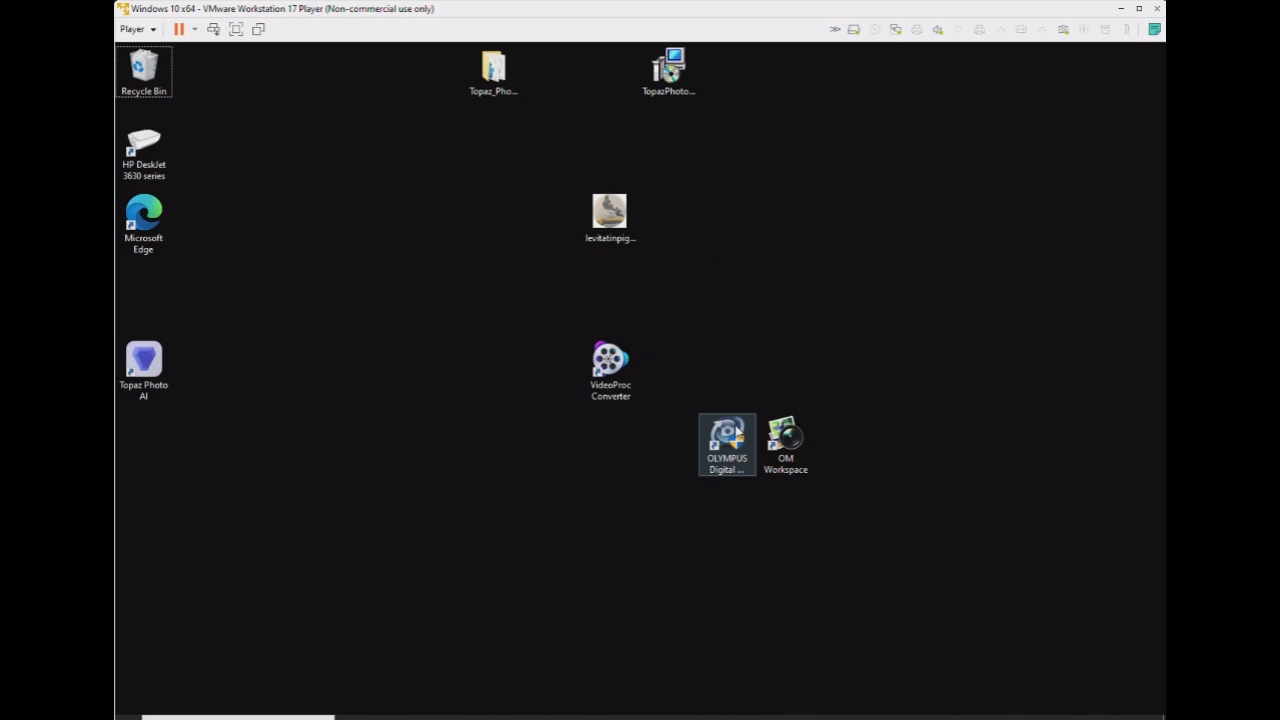 Windows 10 x64 - VMware Workstation 17 Player (Non-commercial use only)
Player
Recycle Bin
Topaz_Pho...
TopazPhoto...
HP DeskJet
3630 series
levitatinpig...
Microsoft
Edge
Topaz Photo
AI
VideoProc
Converter
OLYMPUS
Digital ...
OM
Workspace